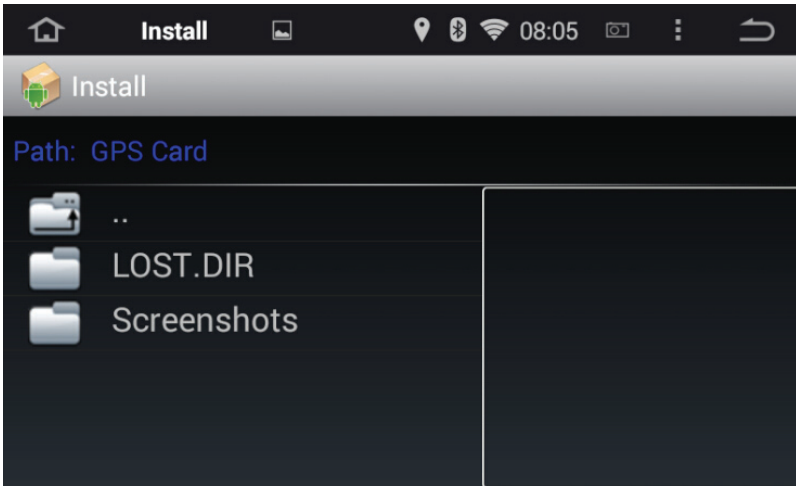 Install 08:05
Install
Path: GPS Card
..
LOST.DIR
Screenshots